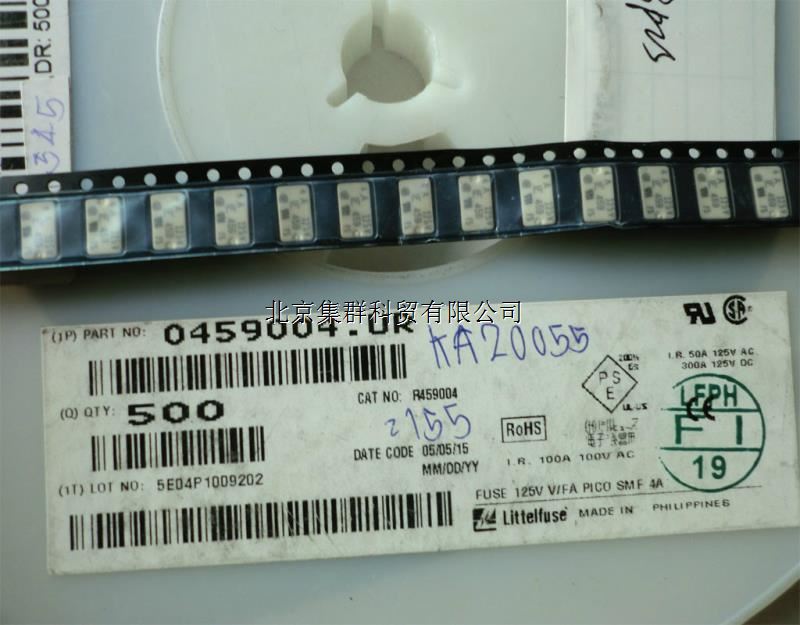 DR: 500
345
北京集群科贸有限公司
(1P) PART NO: 0459004.UR
KA20055
CAT NO: R459004
(Q) QTY: 500
2155
DATE CODE 05/05/15
MM/DD/YY
(1T) LOT NO: 5E04P1009202
PS
E
RoHS
I.R. 50A 125V AC
300A 125V DC
I.R. 100A 100V AC
LFPH
CE
F I
19
FUSE 125V V/FA PICO SMF 4A
Littelfuse MADE IN PHILIPPINES